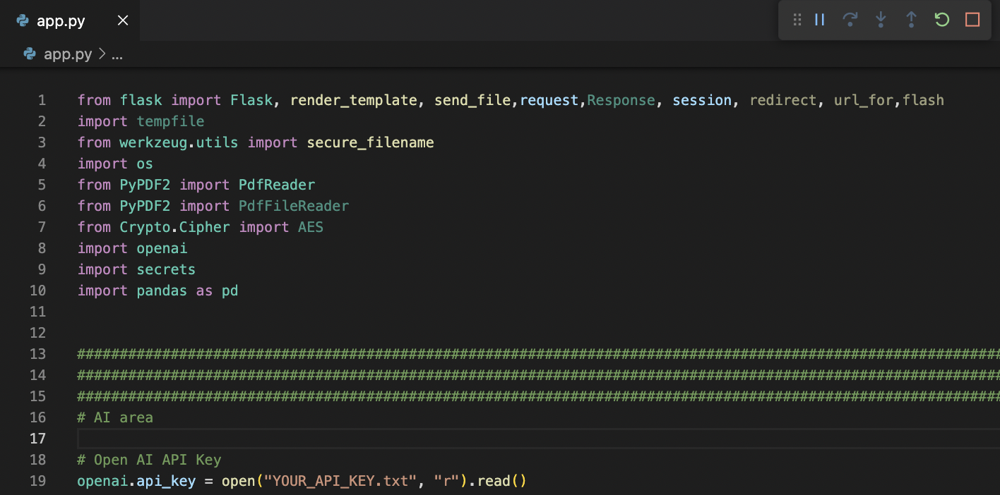 app.py
app.py > ...
1 from flask import Flask, render_template, send_file,request,Response, session, redirect, url_for,flash
2 import tempfile
3 from werkzeug.utils import secure_filename
4 import os
5 from PyPDF2 import PdfReader
6 from PyPDF2 import PdfFileReader
7 from Crypto.Cipher import AES
8 import openai
9 import secrets
10 import pandas as pd
11
12
13 #############################################################################################################
14 #############################################################################################################
15 #############################################################################################################
16 # AI area
17
18 # Open AI API Key
19 openai.api_key = open("YOUR_API_KEY.txt", "r").read()